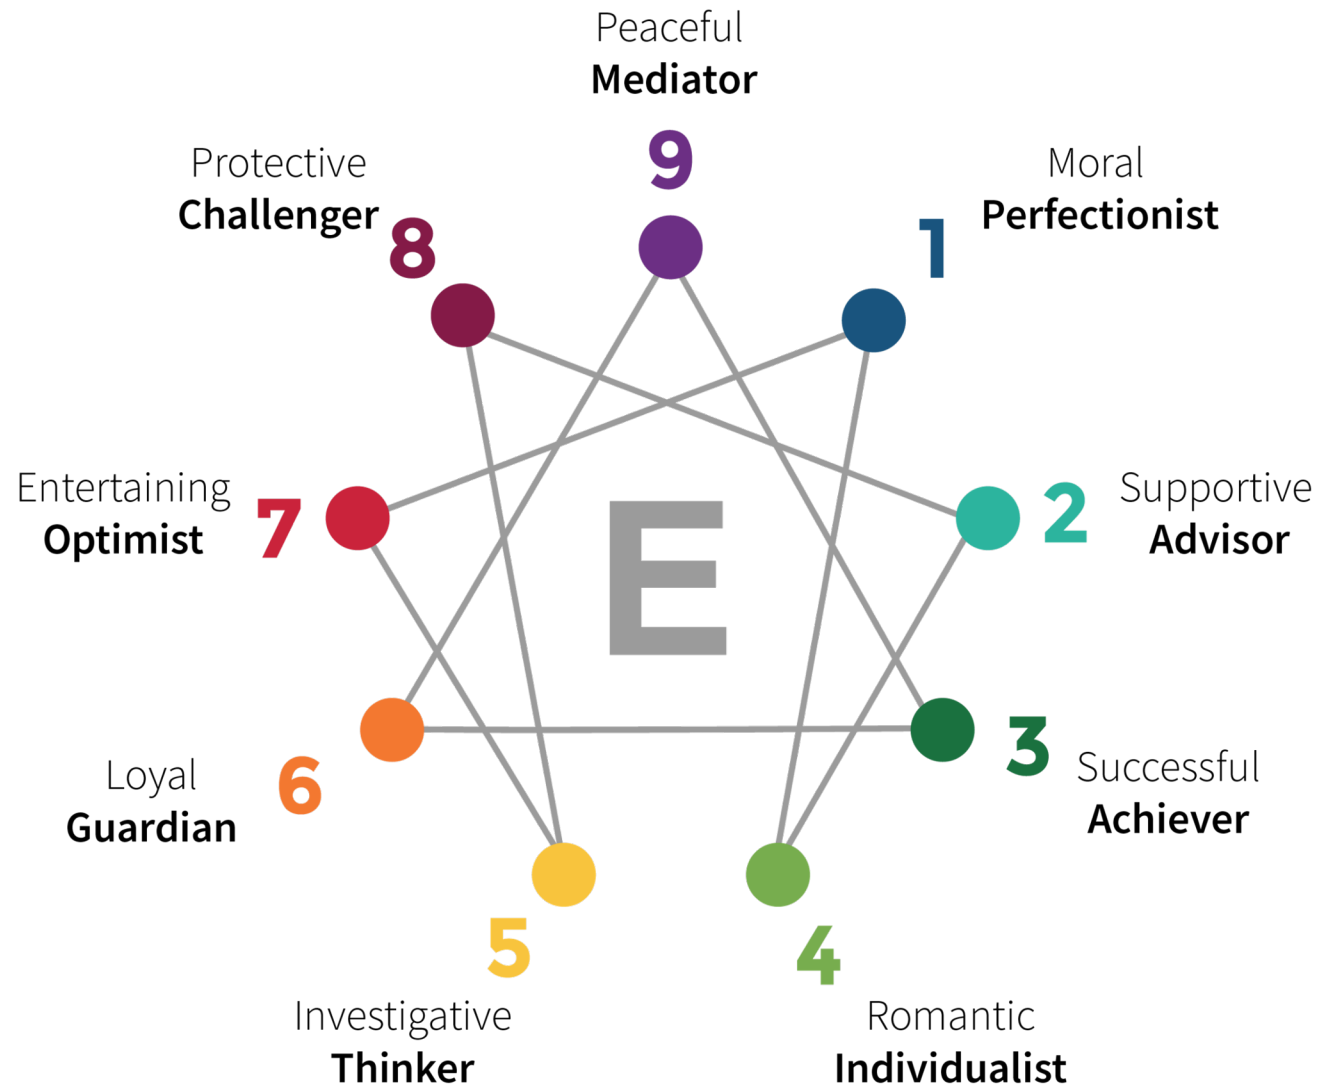 Peaceful
Mediator
9
Protective
Challenger
8
Moral
Perfectionist
1
Entertaining
Optimist
7
E
2
Supportive
Advisor
Loyal
Guardian
6
3
Successful
Achiever
5
Investigative
Thinker
4
Romantic
Individualist